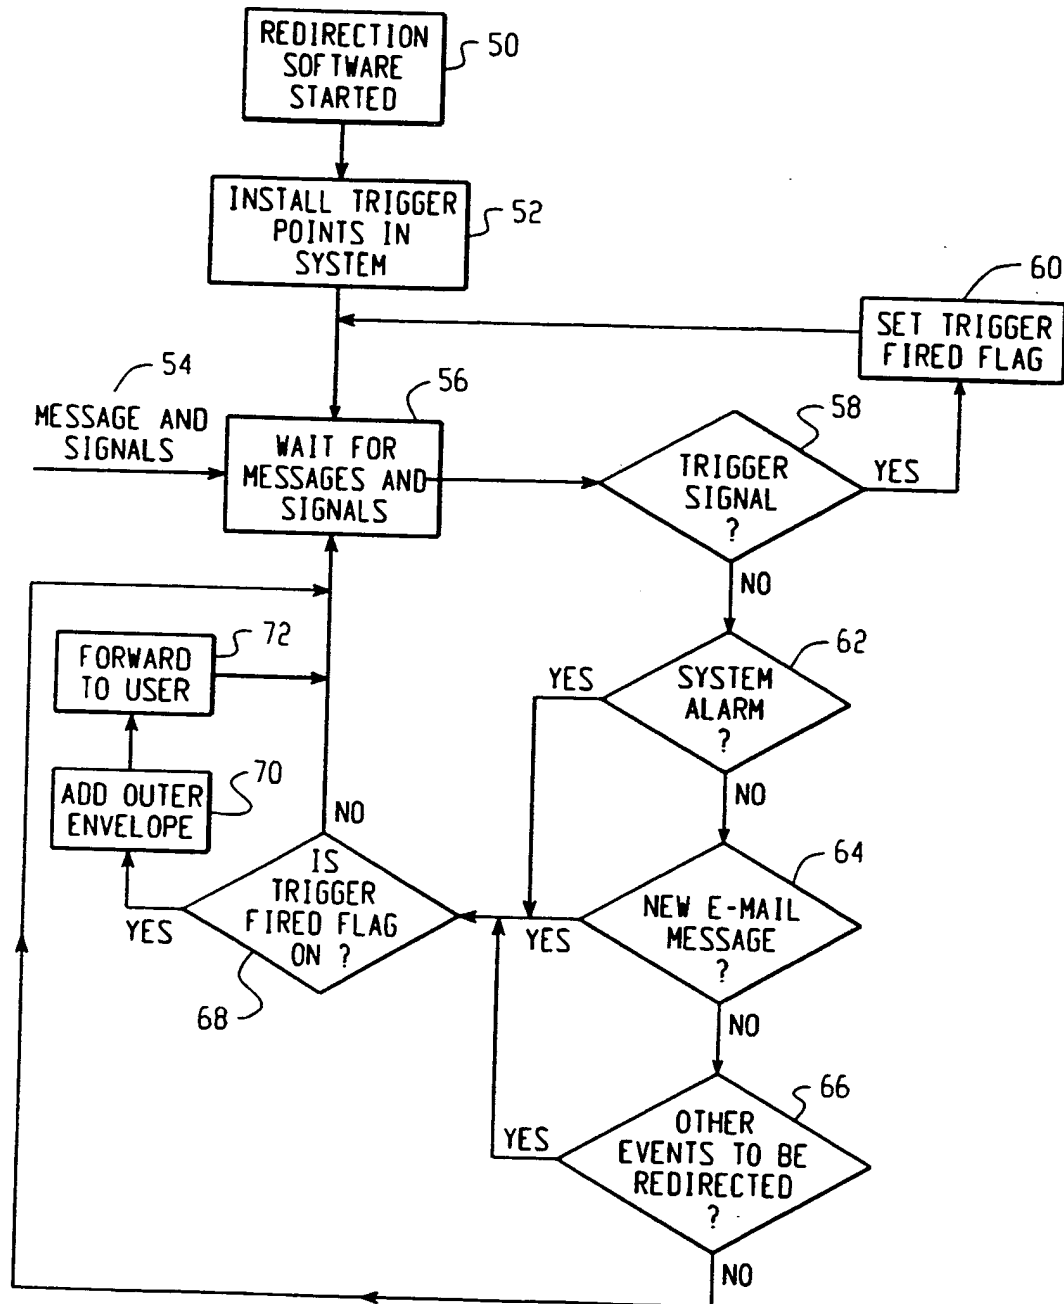 REDIRECTION
SOFTWARE
STARTED
50
INSTALL TRIGGER
POINTS IN
SYSTEM
52
60
SET TRIGGER
FIRED FLAG
54
MESSAGE AND
SIGNALS
56
WAIT FOR
MESSAGES AND
SIGNALS
58
TRIGGER
SIGNAL
?
YES
NO
62
SYSTEM
ALARM
?
YES
NO
72
FORWARD
TO USER
70
ADD OUTER
ENVELOPE
NO
64
NEW E-MAIL
MESSAGE
?
YES
NO
IS
TRIGGER
FIRED FLAG
ON ?
YES
68
66
OTHER
EVENTS TO BE
REDIRECTED
?
YES
NO